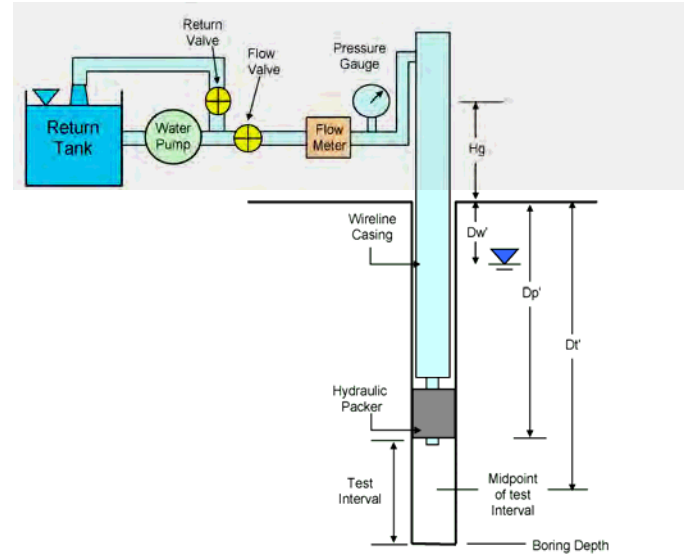 Return
Valve
Flow
Valve
Pressure
Gauge
Return
Tank
Water
Pump
Flow
Meter
Hg
Wireline
Casing
Dw'
Dp'
Dt'
Hydraulic
Packer
Test
Interval
Midpoint
of test
Interval
Boring Depth